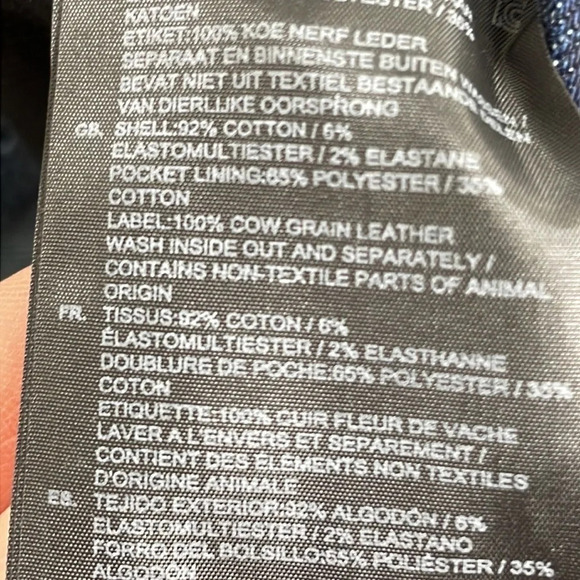 POLYESTER / 35%
KATOEN
ETIKET:100% KOE NERF LEDER
SEPARAAT EN BINNENSTE BUITEN WASSEN /
BEVAT NIET UIT TEXTIEL BESTAANDE DELEN
VAN DIERLIJKE OORSPRONG
GB. SHELL:92% COTTON / 6%
ELASTOMULTIESTER / 2% ELASTANE
POCKET LINING:65% POLYESTER / 35%
COTTON
LABEL:100% COW GRAIN LEATHER
WASH INSIDE OUT AND SEPARATELY /
CONTAINS NON-TEXTILE PARTS OF ANIMAL
ORIGIN
FR. TISSUS:92% COTON / 6%
ÉLASTOMULTIESTER / 2% ELASTHANNE
DOUBLURE DE POCHE:65% POLYESTER / 35%
COTON
ETIQUETTE:100% CUIR FLEUR DE VACHE
LAVER A L'ENVERS ET SEPAREMENT /
CONTIENT DES ÉLÉMENTS NON TEXTILES
D'ORIGINE ANIMALE
ES. TEJIDO EXTERIOR:92% ALGODÓN / 6%
ELASTOMULTIESTER / 2% ELASTANO
FORRO DEL BOLSILLO:65% POLIÉSTER / 35%
ALGODÓN